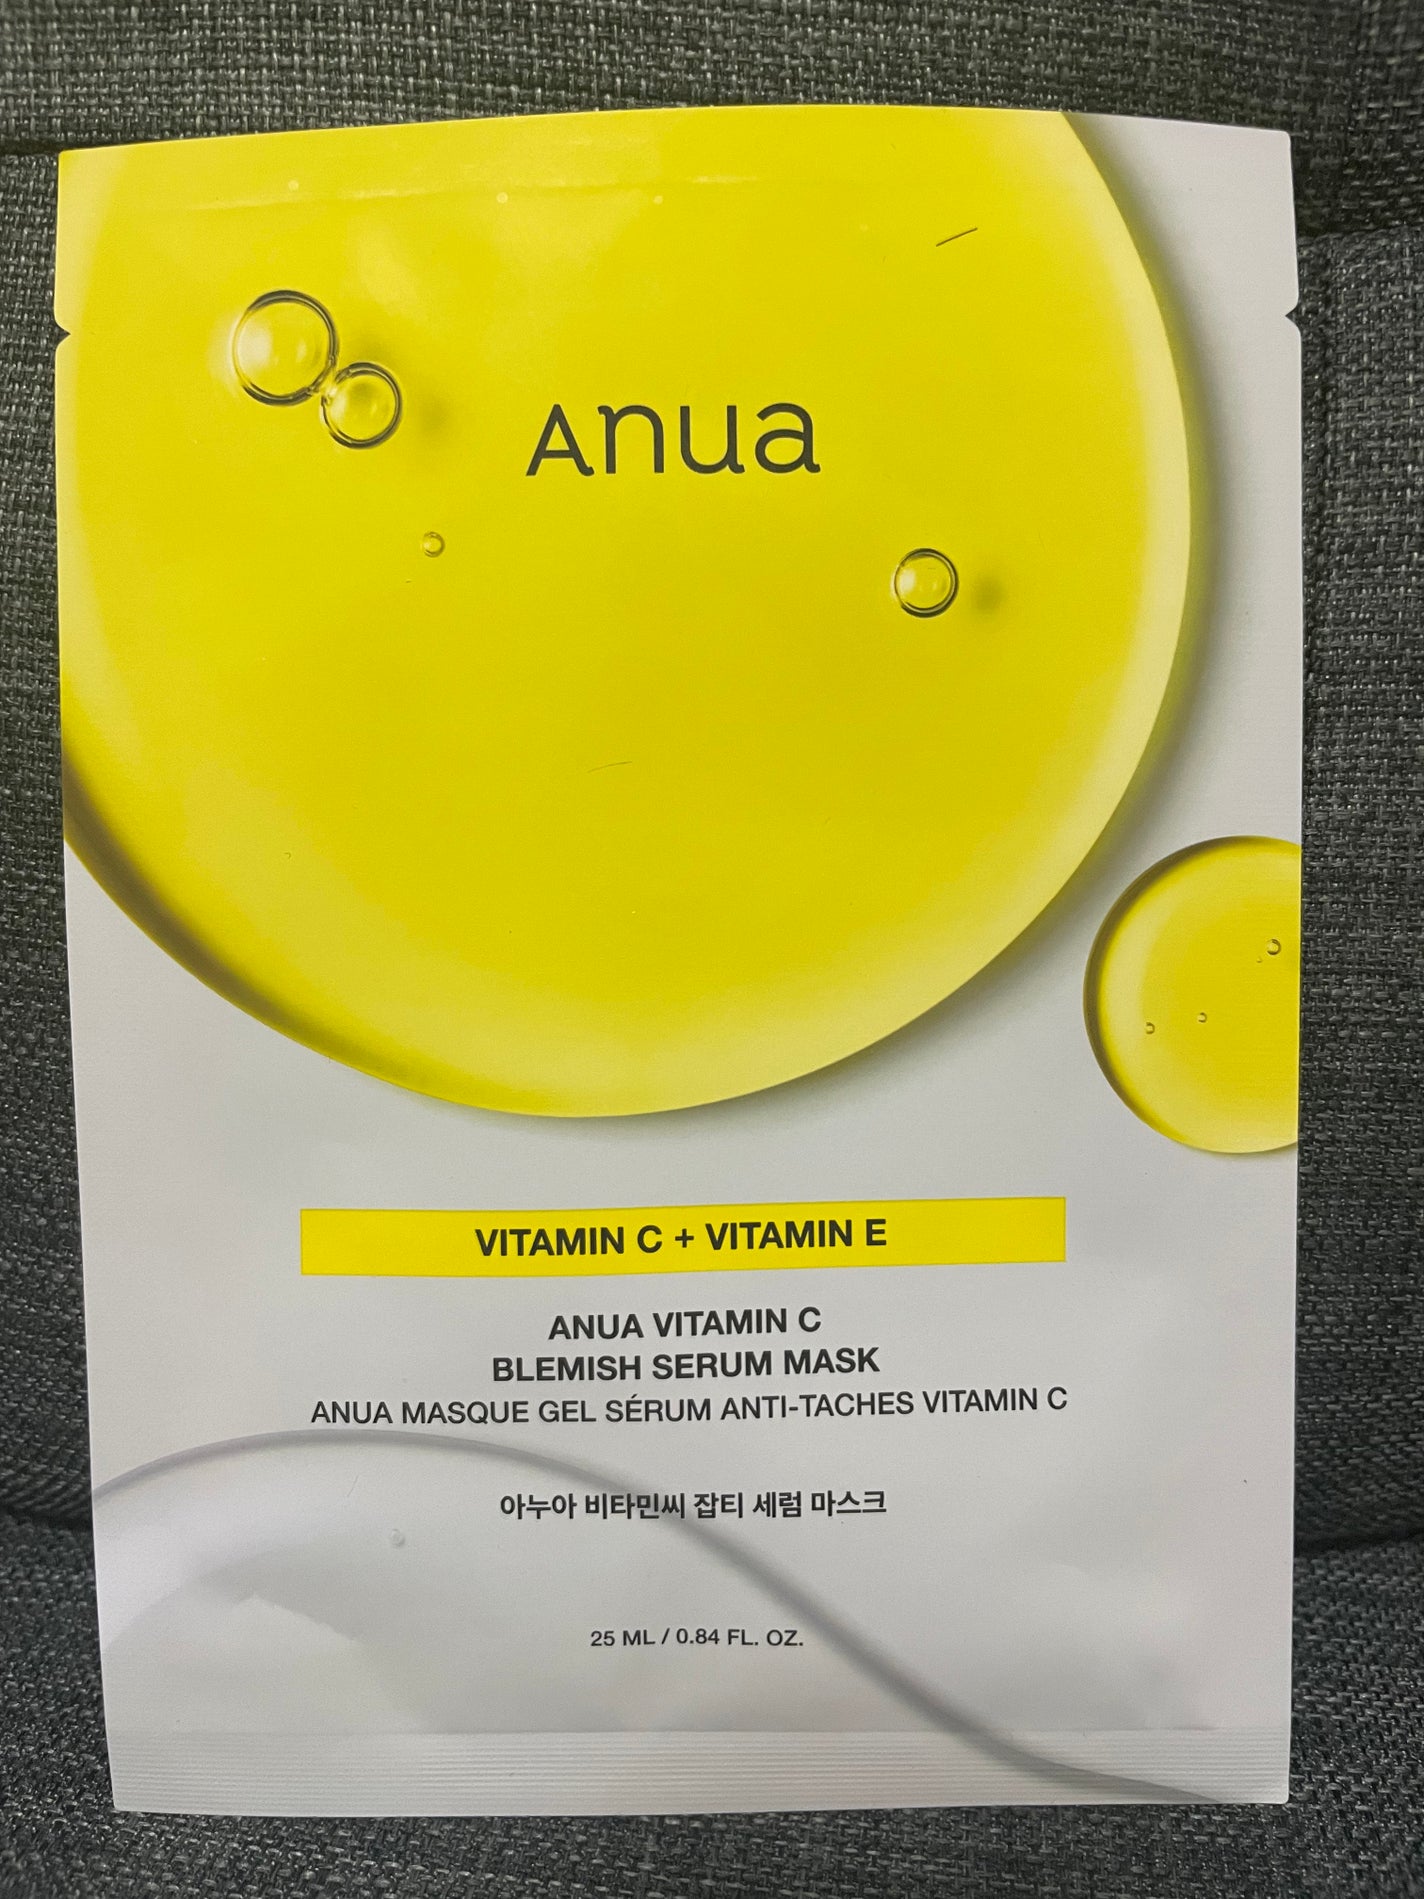 Anua
VITAMIN C + VITAMIN E
ANUA VITAMIN C
BLEMISH SERUM MASK
ANUA MASQUE GEL SÉRUM ANTI-TACHES VITAMIN C
아누아 비타민씨 잡티 세럼 마스크
25 ML / 0.84 FL. OZ.